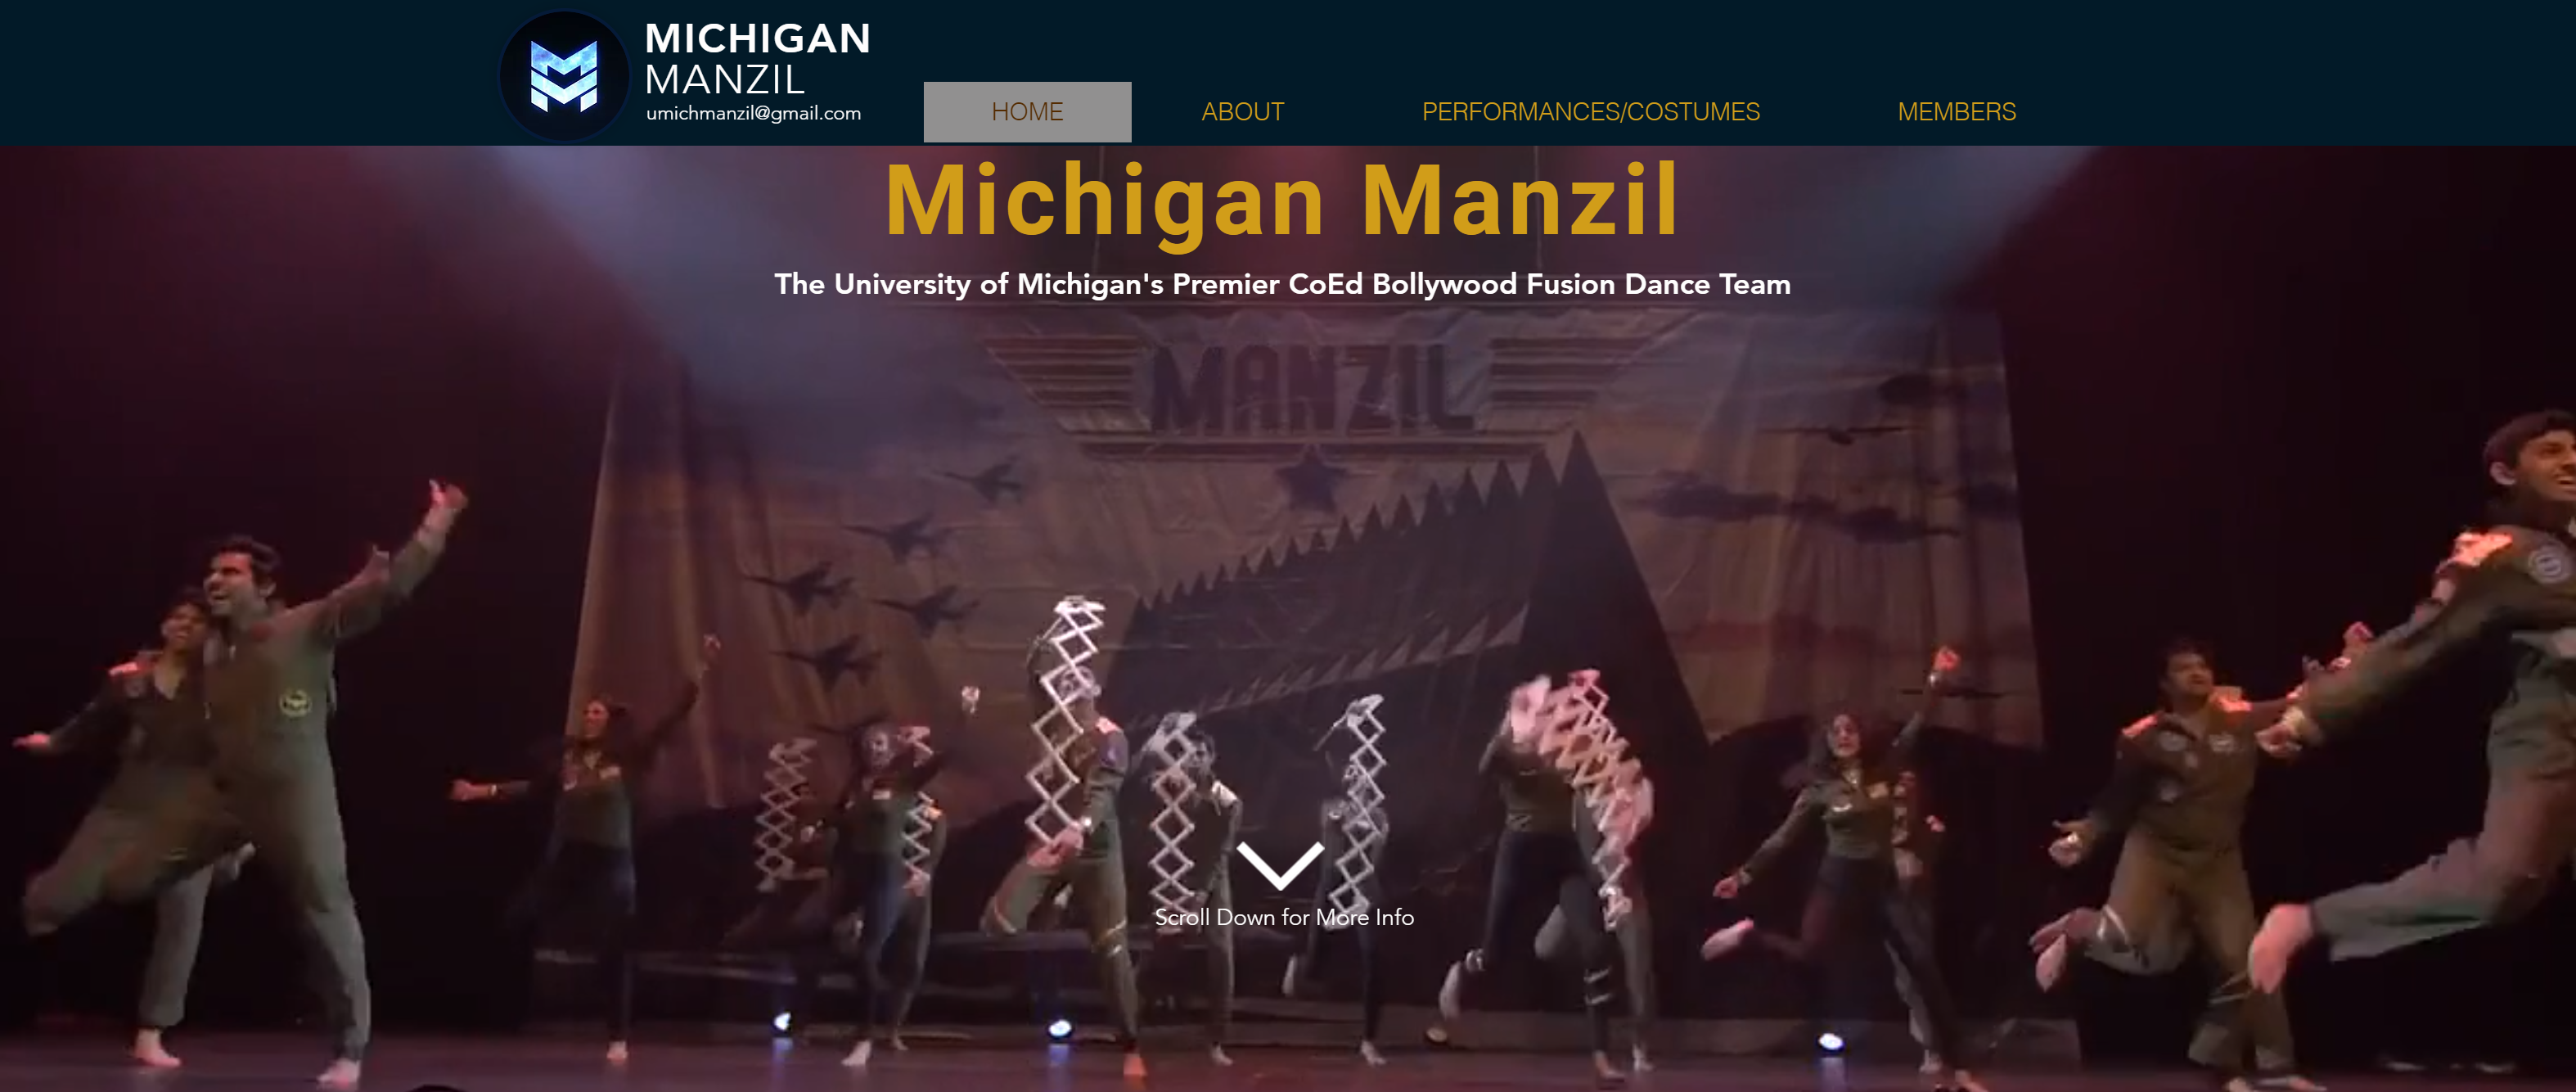 MICHIGAN
MANZIL
umichmanzil@gmail.com
HOME
ABOUT
PERFORMANCES/COSTUMES
MEMBERS
Michigan Manzil
The University of Michigan's Premier CoEd Bollywood Fusion Dance Team
MANZIL
Scroll Down for More Info